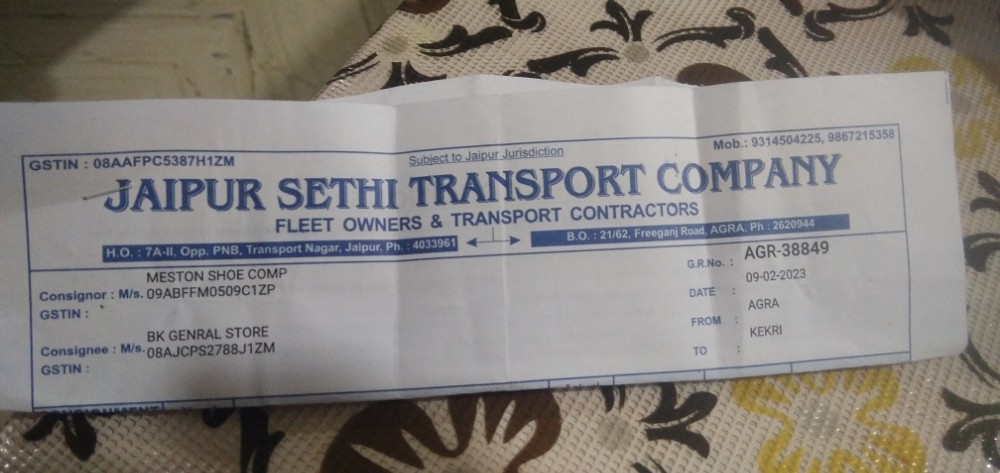 GSTIN : 08AAFPC5387H1ZM
Subject to Jaipur Jurisdiction
Mob.: 9314504225, 9867215358
JAIPUR SETHI TRANSPORT COMPANY
FLEET OWNERS & TRANSPORT CONTRACTORS
H.O. : 7A-II, Opp. PNB, Transport Nagar, Jaipur. Ph. : 4033961
B.O. : 21/62, Freeganj Road, AGRA, Ph : 2620944
MESTON SHOE COMP
Consignor : M/s. 09ABFFM0509C1ZP
GSTIN :
BK GENRAL STORE
Consignee : M/s. 08AJCPS2788J1ZM
GSTIN :
G.R.No. : AGR-38849
DATE : 09-02-2023
FROM : AGRA
TO : KEKRI
CONSIGNMENT
Actual